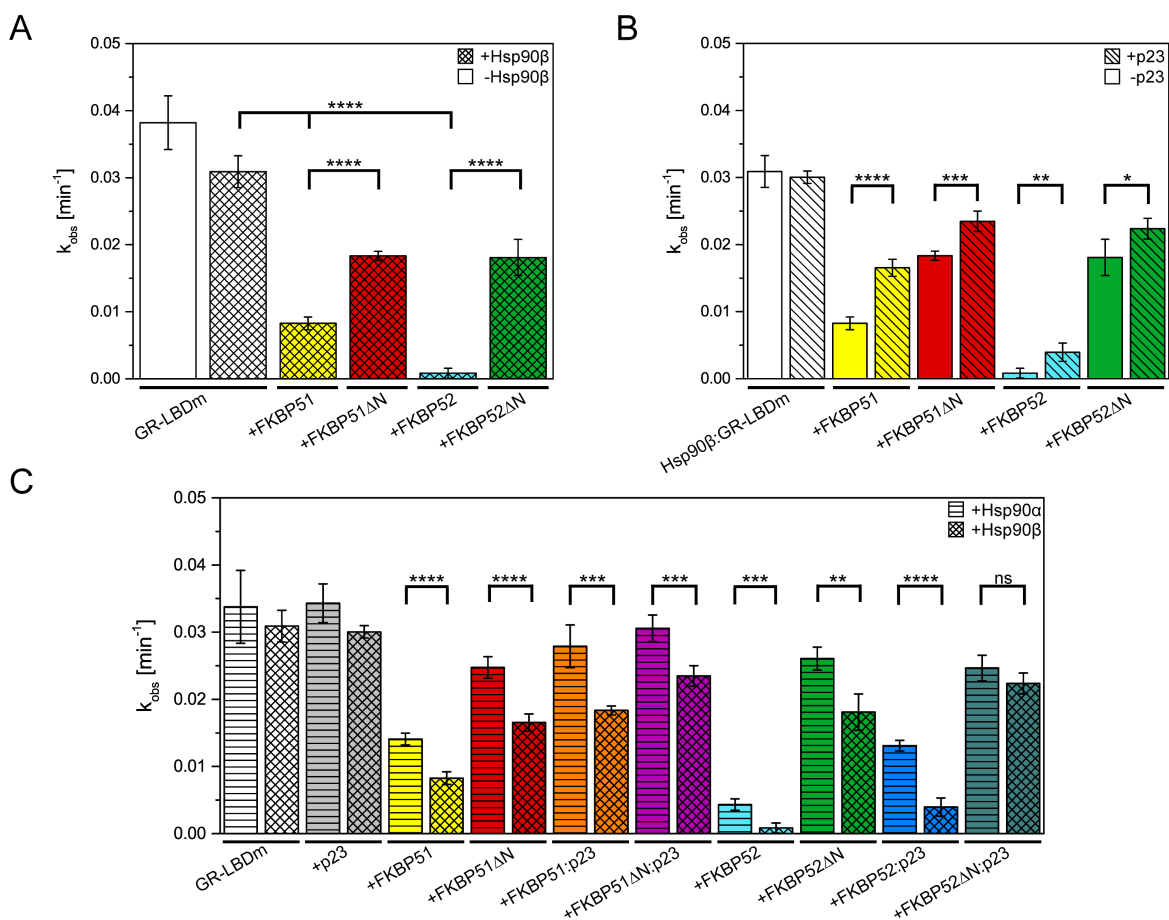 A
0.05
0.04
0.03
0.02
0.01
0.00
k_obs [min⁻¹]
+Hsp90β
-Hsp90β
****
****
****
GR-LBDm
+FKBP51
+FKBP51ΔN
+FKBP52
+FKBP52ΔN
B
0.05
0.04
0.03
0.02
0.01
0.00
k_obs [min⁻¹]
+p23
-p23
****
***
**
*
Hsp90β:GR-LBDm
+FKBP51
+FKBP51ΔN
+FKBP52
+FKBP52ΔN
C
0.05
0.04
0.03
0.02
0.01
0.00
k_obs [min⁻¹]
+Hsp90α
+Hsp90β
****
****
***
***
***
**
****
ns
GR-LBDm
+p23
+FKBP51
+FKBP51ΔN
+FKBP51:p23
+FKBP51ΔN:p23
+FKBP52
+FKBP52ΔN
+FKBP52:p23
+FKBP52ΔN:p23